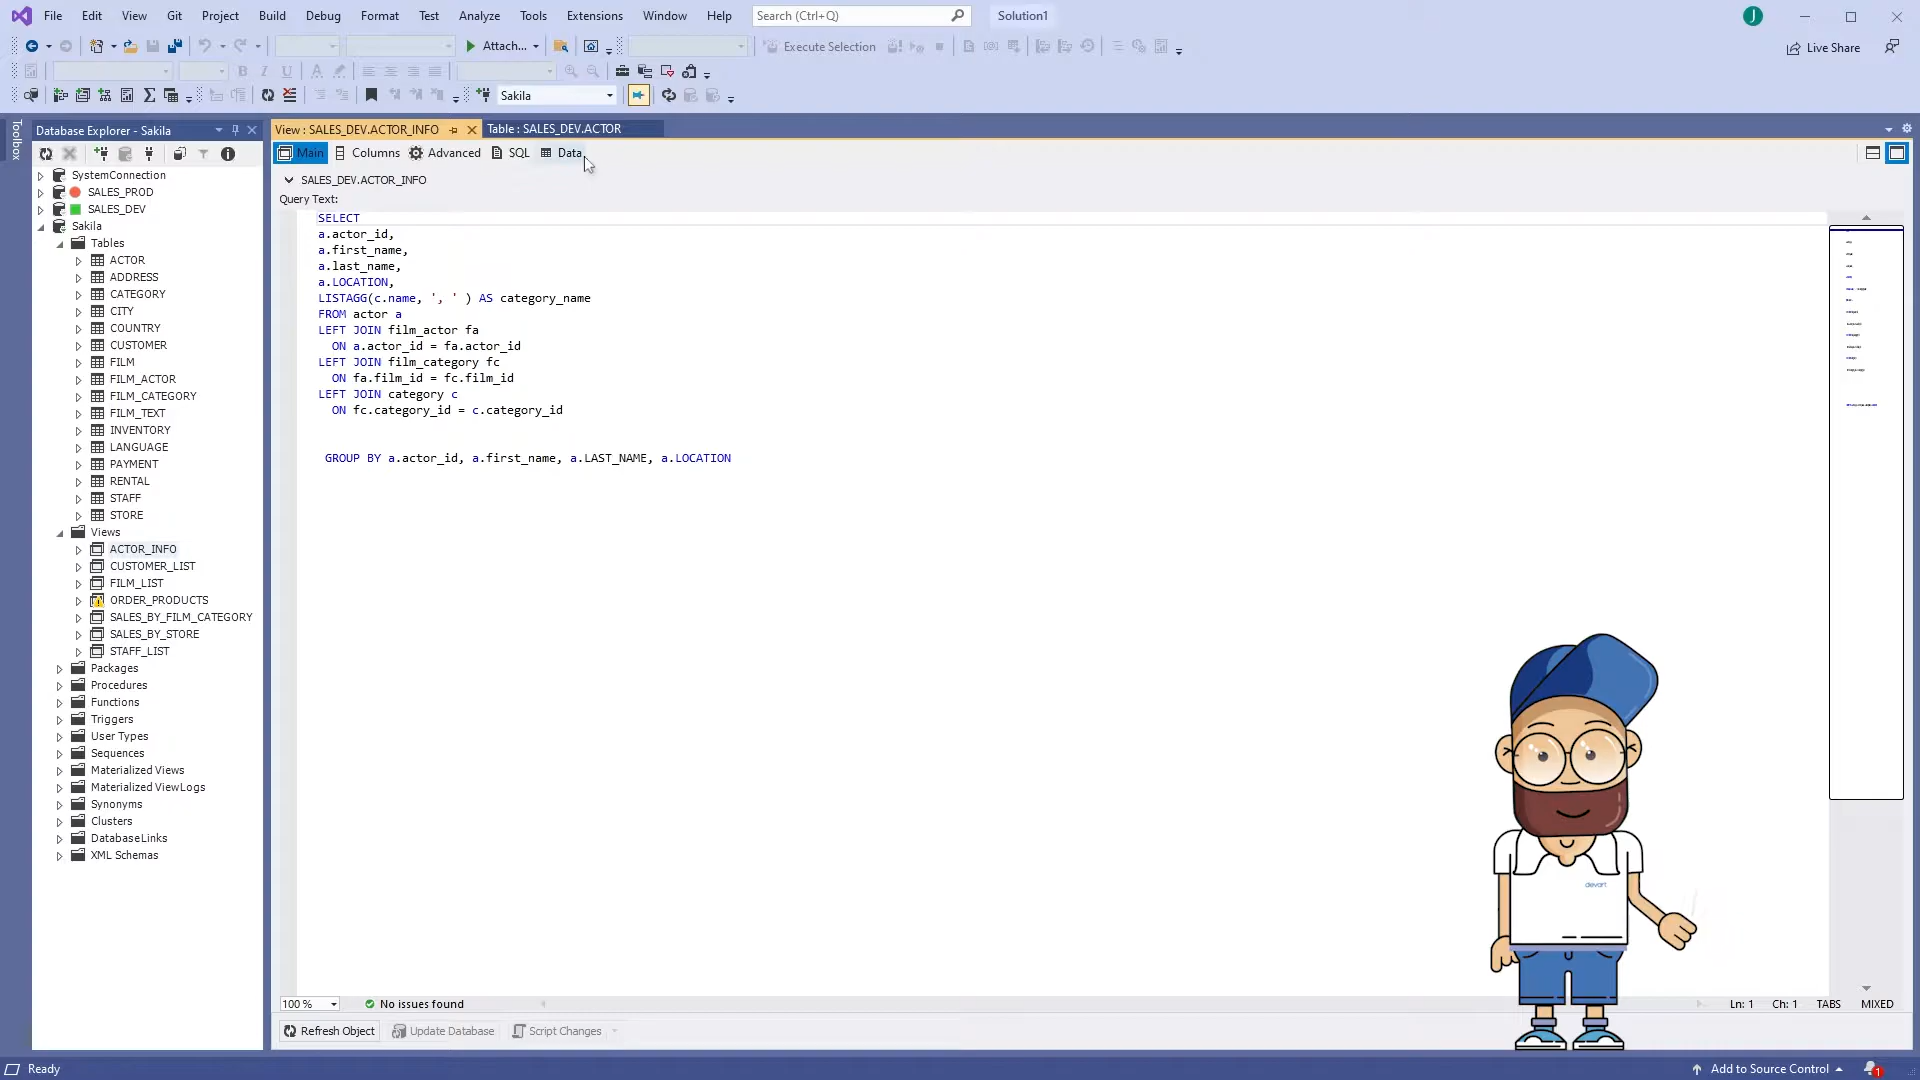 File Edit View Git Project Build Debug Format Test Analyze Tools Extensions Window Help Search (Ctrl+Q) Solution1 J
Attach... Execute Selection Live Share
B I U A
Sakila
Toolbox
Database Explorer - Sakila
SystemConnection
SALES_PROD
SALES_DEV
Sakila
Tables
ACTOR
ADDRESS
CATEGORY
CITY
COUNTRY
CUSTOMER
FILM
FILM_ACTOR
FILM_CATEGORY
FILM_TEXT
INVENTORY
LANGUAGE
PAYMENT
RENTAL
STAFF
STORE
Views
ACTOR_INFO
CUSTOMER_LIST
FILM_LIST
ORDER_PRODUCTS
SALES_BY_FILM_CATEGORY
SALES_BY_STORE
STAFF_LIST
Packages
Procedures
Functions
Triggers
User Types
Sequences
Materialized Views
Materialized ViewLogs
Synonyms
Clusters
DatabaseLinks
XML Schemas
View : SALES_DEV.ACTOR_INFO Table : SALES_DEV.ACTOR
Main Columns Advanced SQL Data
SALES_DEV.ACTOR_INFO
Query Text:
SELECT
a.actor_id,
a.first_name,
a.last_name,
a.LOCATION,
LISTAGG(c.name, ', ' ) AS category_name
FROM actor a
LEFT JOIN film_actor fa
ON a.actor_id = fa.actor_id
LEFT JOIN film_category fc
ON fa.film_id = fc.film_id
LEFT JOIN category c
ON fc.category_id = c.category_id
GROUP BY a.actor_id, a.first_name, a.LAST_NAME, a.LOCATION
devart
100 % No issues found Ln: 1 Ch: 1 TABS MIXED
Refresh Object Update Database Script Changes
Ready Add to Source Control 1